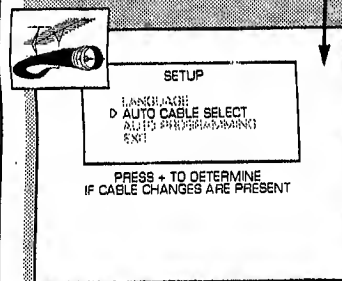 SETUP
LANGUAGE
▷ AUTO CABLE SELECT
AUTO PROGRAMMING
EXIT
PRESS + TO DETERMINE
IF CABLE CHANGES ARE PRESENT